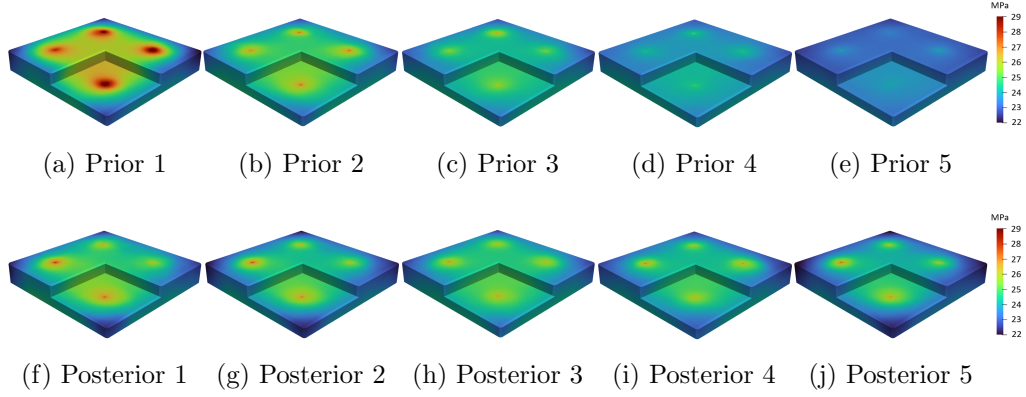 MPa
29
28
27
26
25
24
23
22
(a) Prior 1
(b) Prior 2
(c) Prior 3
(d) Prior 4
(e) Prior 5
MPa
29
28
27
26
25
24
23
22
(f) Posterior 1
(g) Posterior 2
(h) Posterior 3
(i) Posterior 4
(j) Posterior 5